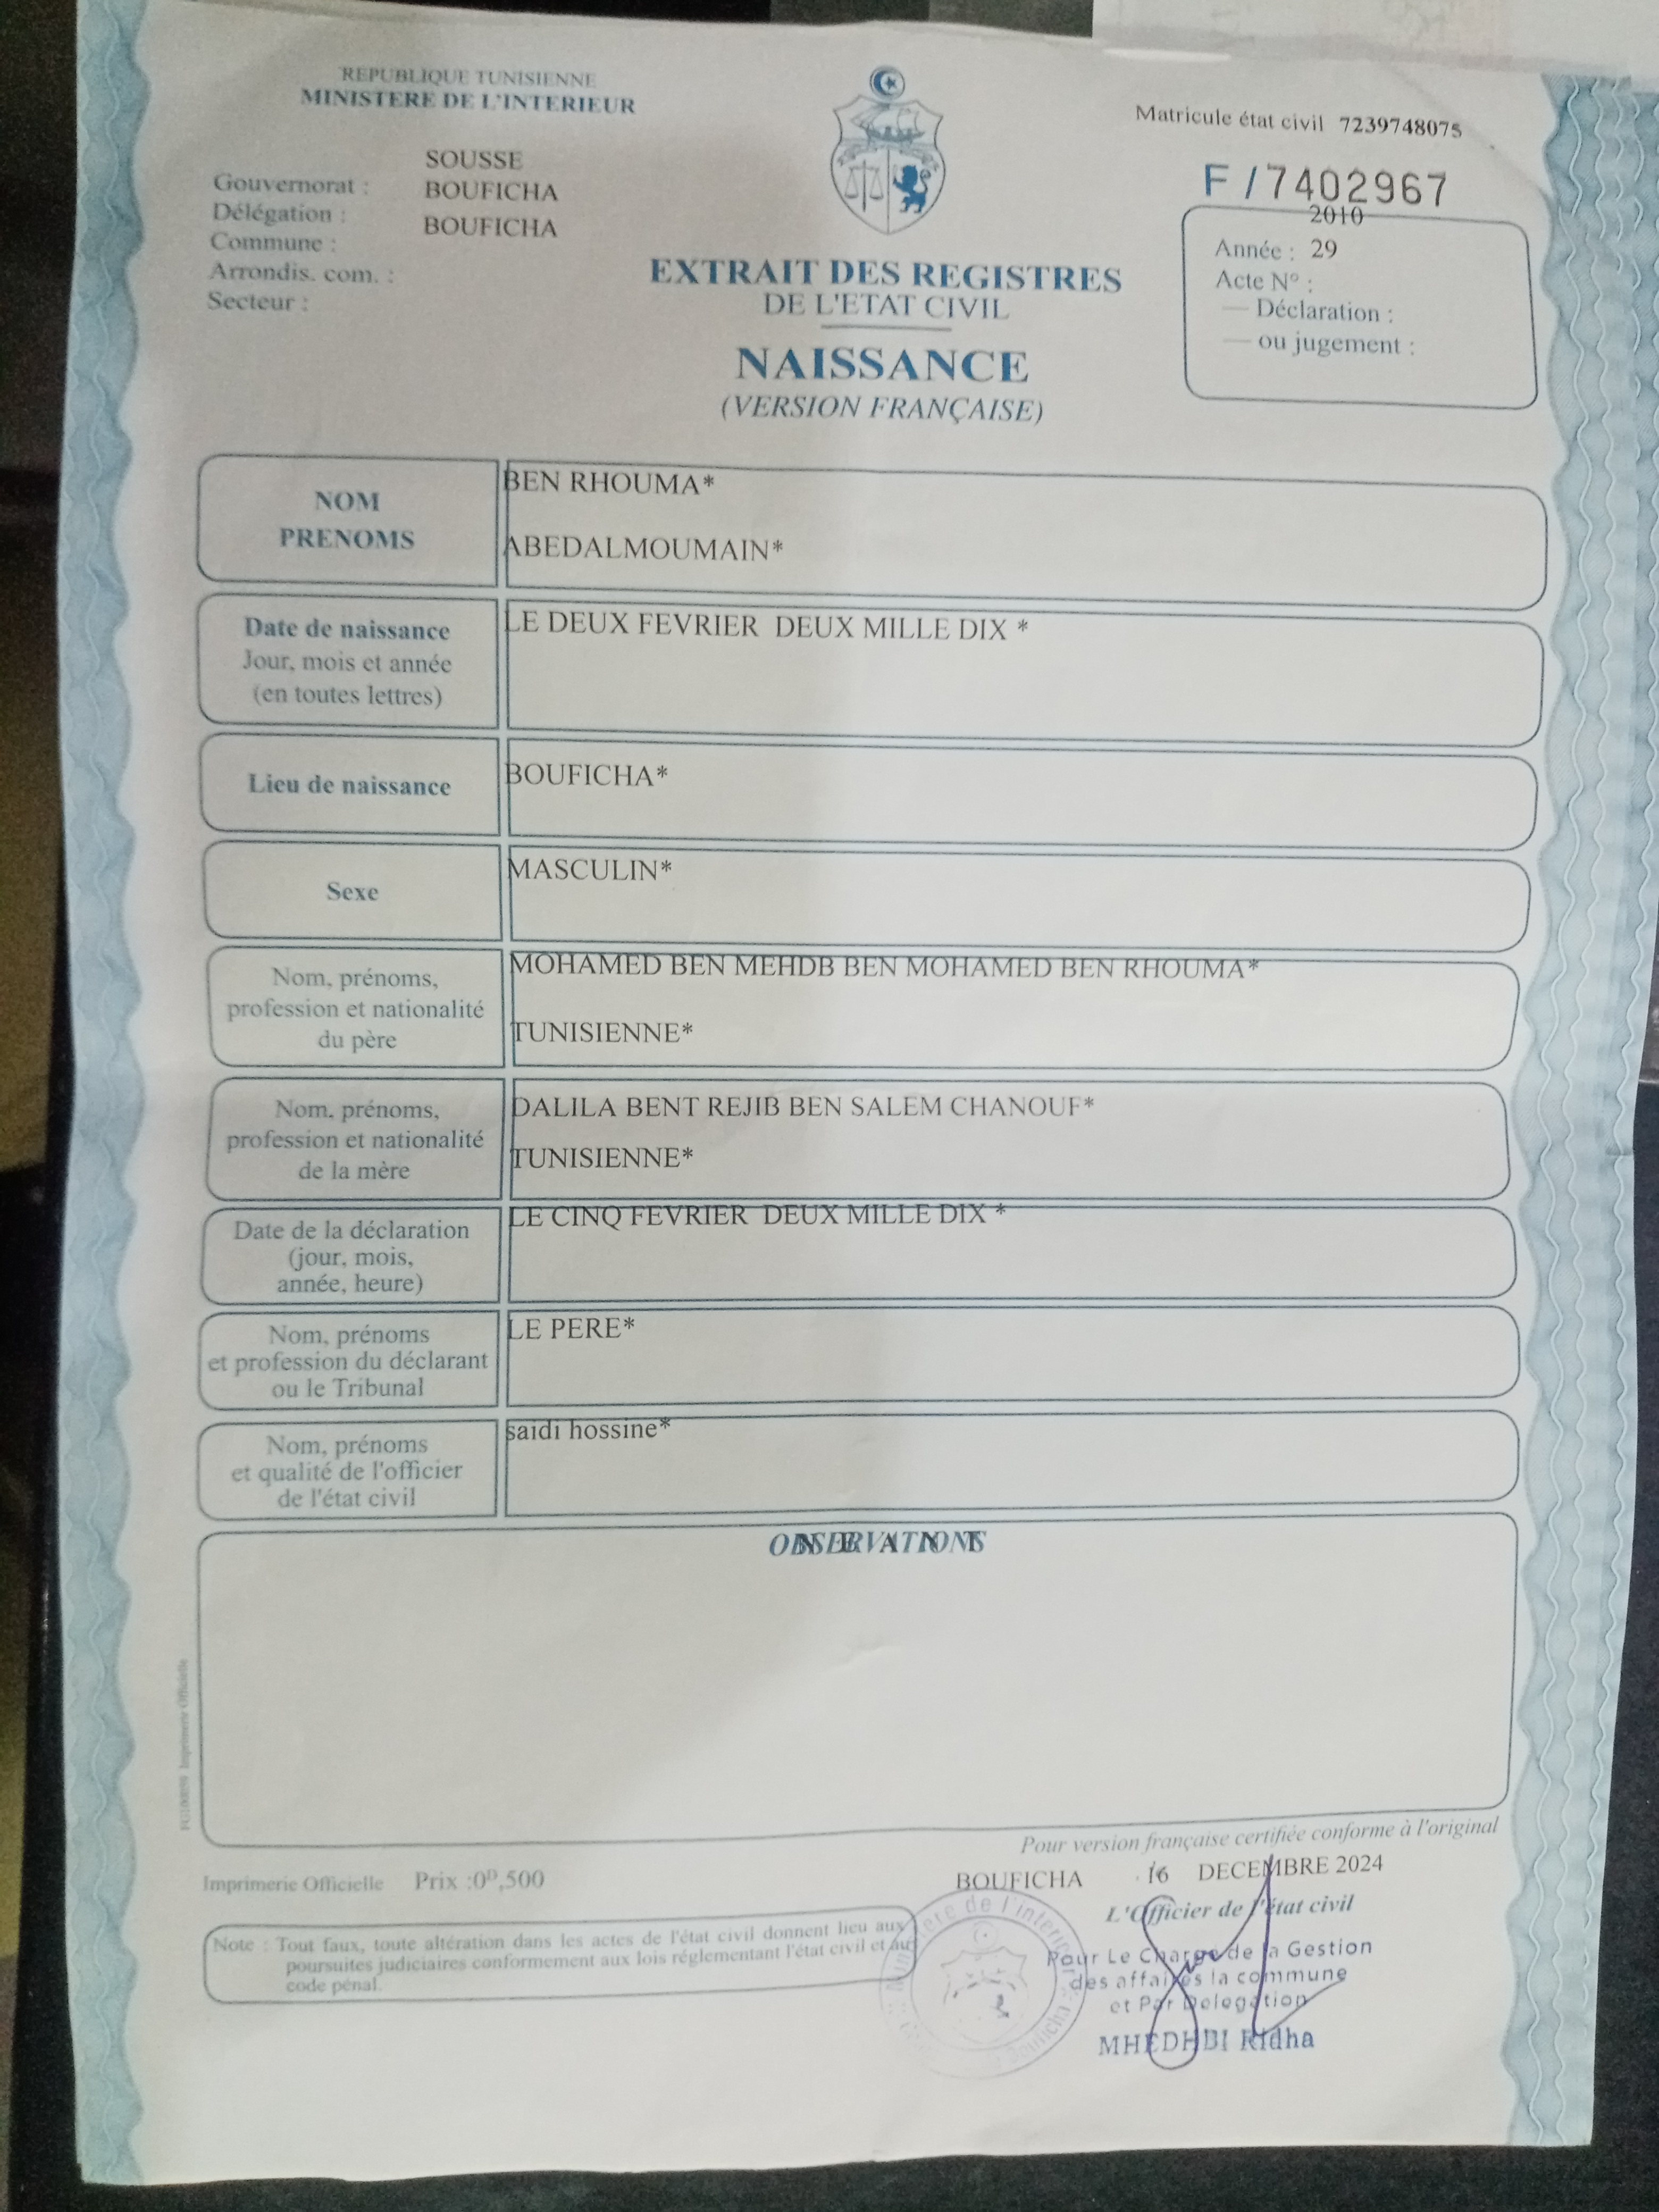 REPUBLIQUE TUNISIENNE
MINISTERE DE L'INTERIEUR
Matricule état civil 7239748075
F / 7402967
SOUSSE
Gouvernorat :
BOUFICHA
Délégation :
BOUFICHA
Commune :
Arrondis. com. :
Secteur :
2010
Année : 29
Acte N° :
— Déclaration :
— ou jugement :
EXTRAIT DES REGISTRES
DE L'ETAT CIVIL
NAISSANCE
(VERSION FRANÇAISE)
NOM
PRENOMS
BEN RHOUMA*
ABEDALMOUMAIN*
Date de naissance
Jour, mois et année
(en toutes lettres)
LE DEUX FEVRIER DEUX MILLE DIX *
Lieu de naissance
BOUFICHA*
Sexe
MASCULIN*
Nom, prénoms,
profession et nationalité
du père
MOHAMED BEN MEHDB BEN MOHAMED BEN RHOUMA*
TUNISIENNE*
Nom, prénoms,
profession et nationalité
de la mère
DALILA BENT REJIB BEN SALEM CHANOUF*
TUNISIENNE*
Date de la déclaration
(jour, mois,
année, heure)
LE CINQ FEVRIER DEUX MILLE DIX *
Nom, prénoms
et profession du déclarant
ou le Tribunal
LE PERE*
Nom, prénoms
et qualité de l'officier
de l'état civil
saidi hossine*
OBSERVATIONS
N E A N T
Imprimerie Officielle
Pour version française certifiée conforme à l'original
Imprimerie Officielle Prix :0ᴰ,500
BOUFICHA 16 DECEMBRE 2024
L'Officier de l'état civil
Note : Tout faux, toute altération dans les actes de l'état civil donnent lieu aux
poursuites judiciaires conformement aux lois réglementant l'état civil et au
code pénal.
Ministere de l'interieur
Bouficha
Pour Le Charge de la Gestion
des affaires la commune
et Par Delegation
MHEDHBI Ridha